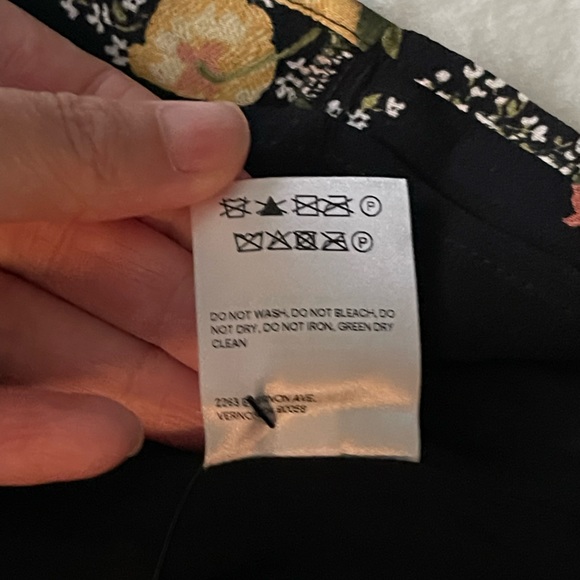 P
P
DO NOT WASH, DO NOT BLEACH, DO
NOT DRY, DO NOT IRON, GREEN DRY
CLEAN
2263 E AVE.
90058